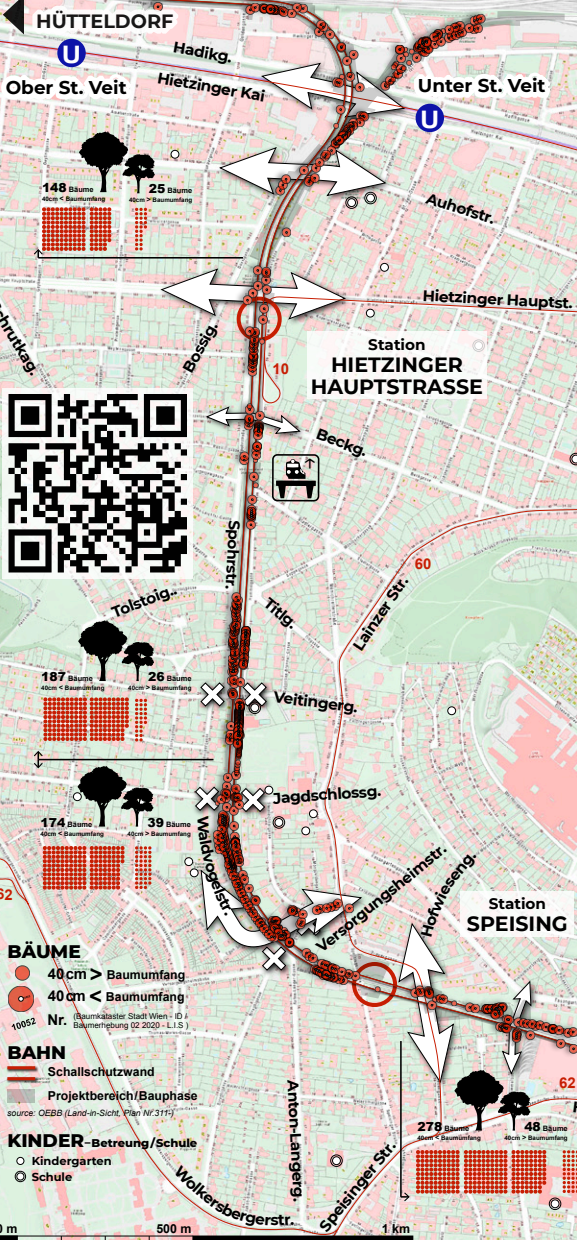 HÜTTELDORF
Hadikg.
U
Ober St. Veit
Hietzinger Kai
Unter St. Veit
U
148 Bäume
40cm < Baumumfang
25 Bäume
40cm > Baumumfang
Auhofstr.
Hietzinger Hauptst.
chrutkag.
Bossig.
Station
HIETZINGER
HAUPTSTRASSE
10
Beckg.
Spohrstr.
60
Tolstoig..
Titlg.
Lainzer Str.
187 Bäume
40cm < Baumumfang
26 Bäume
40cm > Baumumfang
Veitingerg.
174 Bäume
40cm < Baumumfang
39 Bäume
40cm > Baumumfang
Jagdschlossg.
Waldvogelstr.
Versorgungsheimstr.
Hofwieseng.
62
Station
SPEISING
BÄUME
40cm > Baumumfang
40cm < Baumumfang
10052 Nr. (Baumkataster Stadt Wien - ID /
Baumerhebung 02 2020 - L.I.S )
BAHN
Schallschutzwand
Projektbereich/Bauphase
source: OEBB (Land-in-Sicht, Plan Nr.311-)
KINDER-Betreung/Schule
Kindergarten
Schule
62
278 Bäume
40cm < Baumumfang
48 Bäume
40cm > Baumumfang
Anton-Langerg.
Speisinger Str.
Wolkersbergerstr.
0 m
500 m
1 km